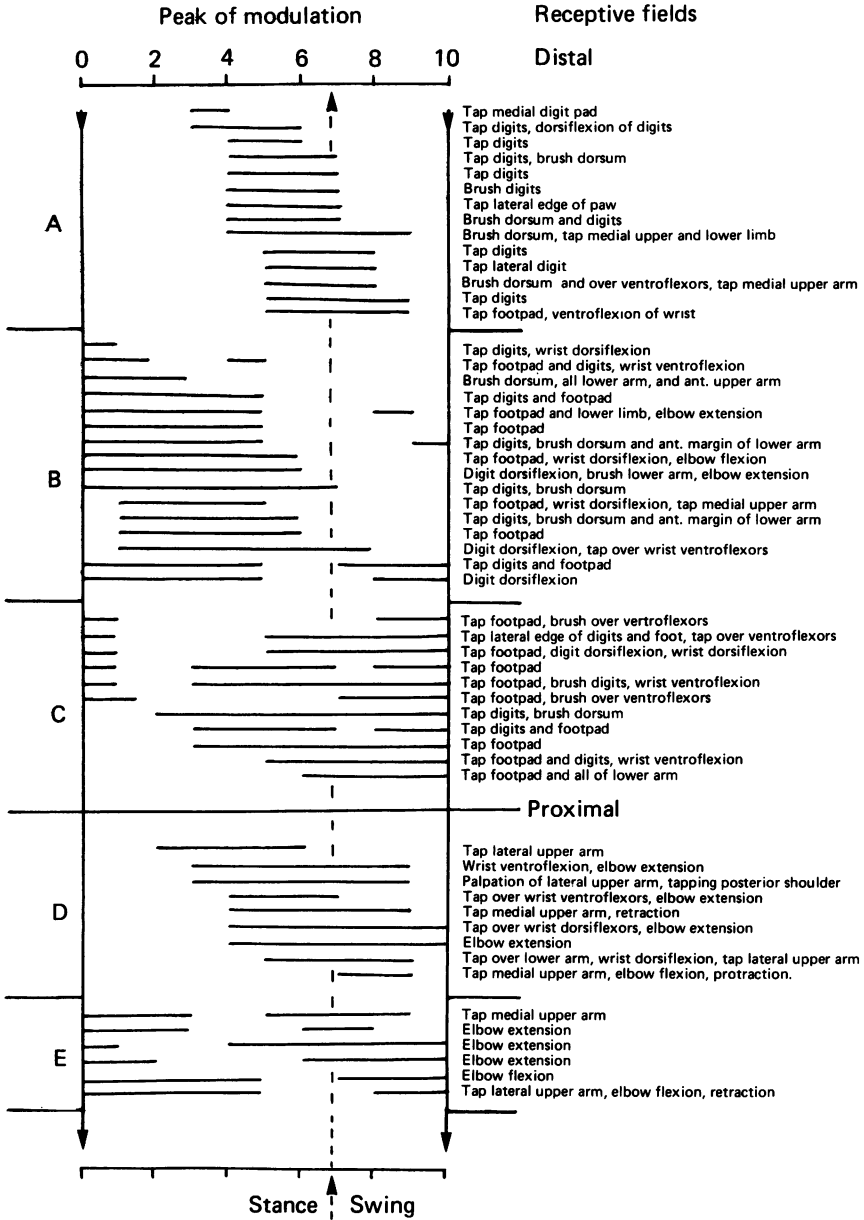 Peak of modulation Receptive fields
0 2 4 6 8 10 Distal
Tap medial digit pad
Tap digits, dorsiflexion of digits
Tap digits
Tap digits, brush dorsum
Tap digits
Brush digits
Tap lateral edge of paw
A
Brush dorsum and digits
Brush dorsum, tap medial upper and lower limb
Tap digits
Tap lateral digit
Brush dorsum and over ventroflexors, tap medial upper arm
Tap digits
Tap footpad, ventroflexion of wrist
Tap digits, wrist dorsiflexion
Tap footpad and digits, wrist ventroflexion
Brush dorsum, all lower arm, and ant. upper arm
Tap digits and footpad
Tap footpad and lower limb, elbow extension
Tap footpad
Tap digits, brush dorsum and ant. margin of lower arm
Tap footpad, wrist dorsiflexion, elbow flexion
B
Digit dorsiflexion, brush lower arm, elbow extension
Tap digits, brush dorsum
Tap footpad, wrist dorsiflexion, tap medial upper arm
Tap digits, brush dorsum and ant. margin of lower arm
Tap footpad
Digit dorsiflexion, tap over wrist ventroflexors
Tap digits and footpad
Digit dorsiflexion
Tap footpad, brush over vertroflexors
Tap lateral edge of digits and foot, tap over ventroflexors
Tap footpad, digit dorsiflexion, wrist dorsiflexion
Tap footpad
Tap footpad, brush digits, wrist ventroflexion
Tap footpad, brush over ventroflexors
C
Tap digits, brush dorsum
Tap digits and footpad
Tap footpad
Tap footpad and digits, wrist ventroflexion
Tap footpad and all of lower arm
Proximal
Tap lateral upper arm
Wrist ventroflexion, elbow extension
Palpation of lateral upper arm, tapping posterior shoulder
Tap over wrist ventroflexors, elbow extension
D
Tap medial upper arm, retraction
Tap over wrist dorsiflexors, elbow extension
Elbow extension
Tap over lower arm, wrist dorsiflexion, tap lateral upper arm
Tap medial upper arm, elbow flexion, protraction.
Tap medial upper arm
Elbow extension
Elbow extension
E
Elbow extension
Elbow flexion
Tap lateral upper arm, elbow flexion, retraction
Stance Swing